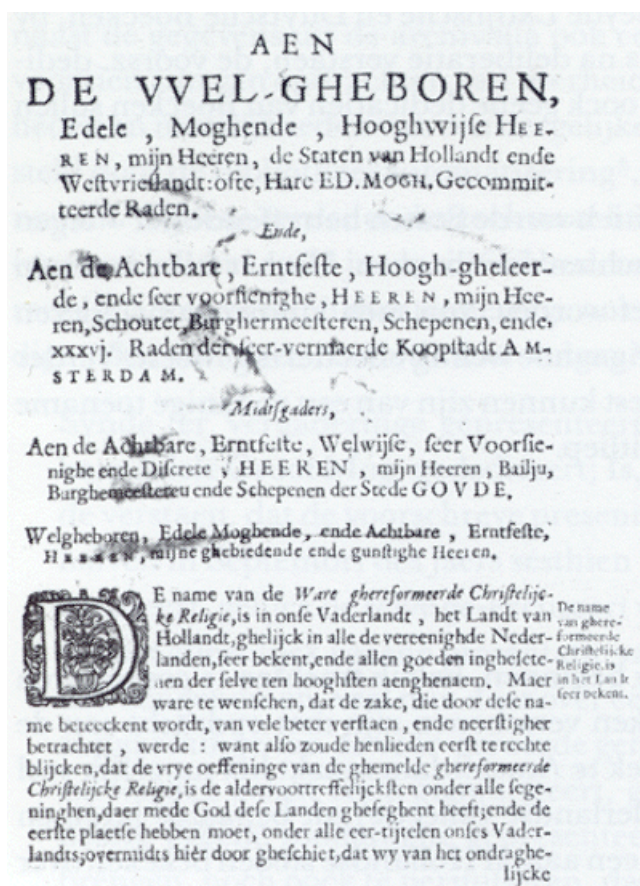 AEN
DE VVEL-GHEBOREN,
Edele, Moghende, Hooghwijſe HEE-
REN, mijn Heeren, de Staten van Hollandt ende
Weſtvrieſlandt: ofte, Hare ED. MOGH. Gecommit-
teerde Raden.
Ende,
Aen de Achtbare, Erntfeſte, Hoogh-gheleer-
de, ende ſeer voorſienighe, HEEREN, mijn Hee-
ren, Schoutet, Burghermeeſteren, Schepenen, ende
xxxvj. Raden der ſeer-vermaerde Koopſtadt AM-
STERDAM.
Midtſgaders,
Aen de Achtbare, Erntfeſte, Welwijſe, ſeer Voorſie-
nighe ende Diſcrete, HEEREN, mijn Heeren, Bailju,
Burghemeeſteren ende Schepenen der Stede GOVDE.
Welgheboren, Edele Moghende, ende Achtbare, Erntfeſte,
HEEREN, mijne ghebiedende ende gunſtighe Heeren.
DE name van de Ware ghereformeerde Chriſtelijc-
ke Religie, is in onſe Vaderlandt, het Landt van
Hollandt, ghelijck in alle de vereenighde Neder-
landen, ſeer bekent, ende allen goeden inghefete-
nen der ſelve ten hooghſten aenghenaem. Maer
ware te wenſchen, dat de zake, die door deſe na-
me beteeckent wordt, van vele beter verſtaen, ende neerſtigher
betrachtet, werde: want alſo zoude henlieden eerſt te rechte
blijcken, dat de vrye oeffeninge van de ghemelde ghereformeerde
Chriſtelijcke Religie, is de aldervoortreffelijckſten onder alle ſege-
ninghen, daer mede God deſe Landen gheſeghent heeft; ende de
eerſte plaetſe hebben moet, onder alle eer-tijtelen onſes Vader-
landts; overmidts hier door gheſchiet, dat wy van het onder-ghe-
lijcke
De name
van ghere-
formeerde
Chriſtelijcke
Religie, is
in het Landt
ſeer bekent.